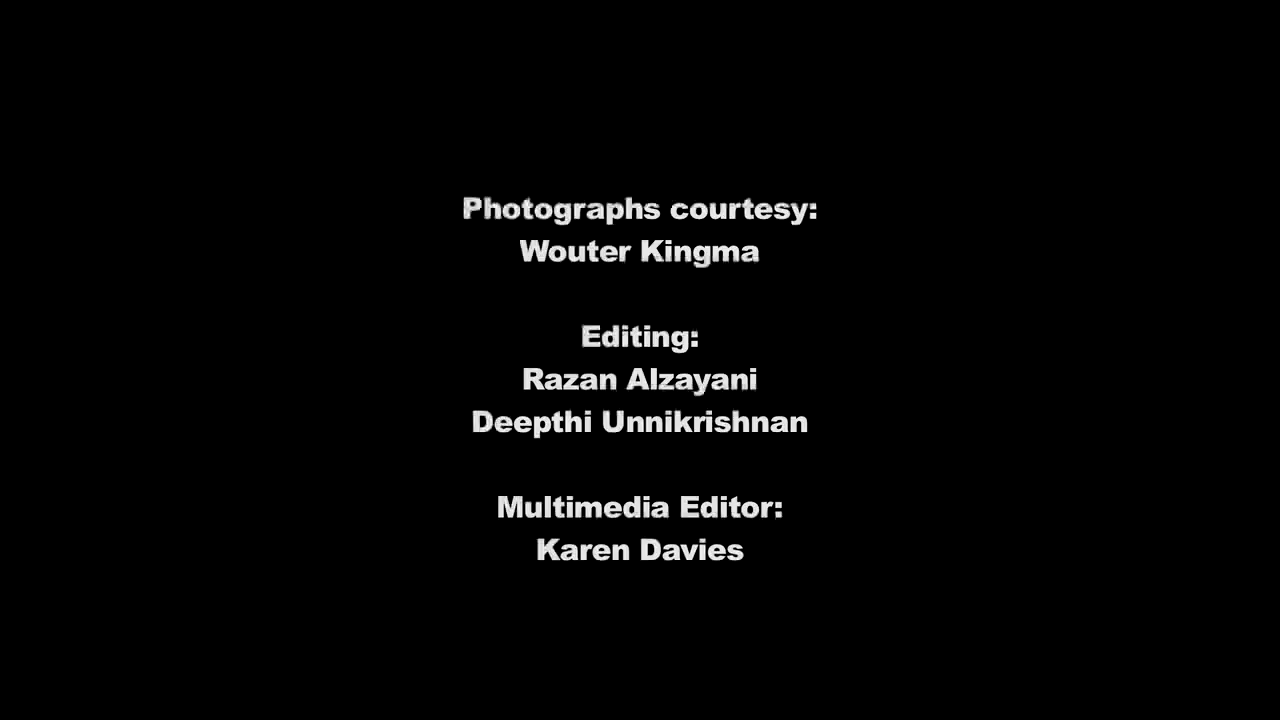 Photographs courtesy:
Wouter Kingma
Editing:
Razan Alzayani
Deepthi Unnikrishnan
Multimedia Editor:
Karen Davies